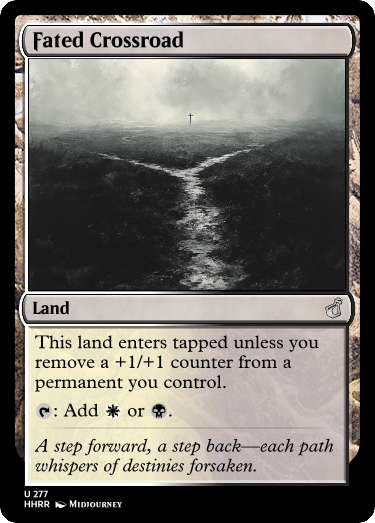 Fated Crossroad
Land
This land enters tapped unless you
remove a +1/+1 counter from a
permanent you control.
: Add or .
A step forward, a step back—each path
whispers of destinies forsaken.
U 277
HHRR Midjourney